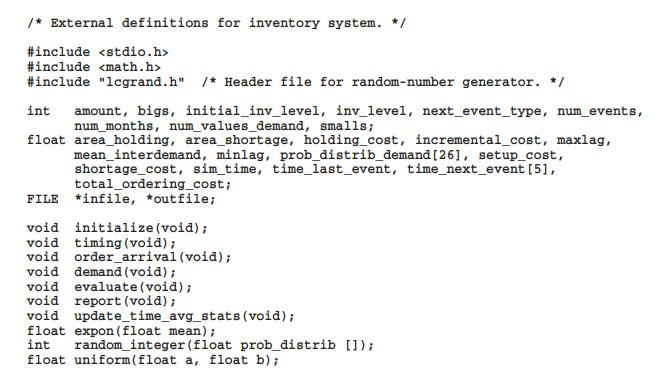 /* External definitions for inventory system. */
#include <stdio.h>
#include <math.h>
#include "lcgrand.h" /* Header file for random-number generator. */
int amount, bigs, initial_inv_level, inv_level, next_event_type, num_events,
num_months, num_values_demand, smalls;
float area_holding, area_shortage, holding_cost, incremental_cost, maxlag,
mean_interdemand, minlag, prob_distrib_demand[26], setup_cost,
shortage_cost, sim_time, time_last_event, time_next_event[5],
total_ordering_cost;
FILE *infile, *outfile;
void initialize(void);
void timing(void);
void order_arrival(void);
void demand(void);
void evaluate(void);
void report(void);
void update_time_avg_stats(void);
float expon(float mean);
int random_integer(float prob_distrib []);
float uniform(float a, float b);